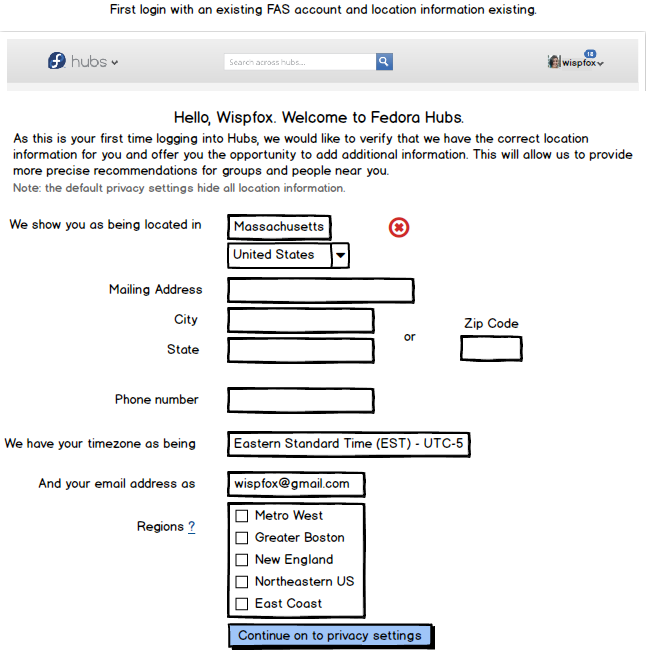 First login with an existing FAS account and location information existing.
hubs
Search across hubs...
18
wispfox
Hello, Wispfox. Welcome to Fedora Hubs.
As this is your first time logging into Hubs, we would like to verify that we have the correct location
information for you and offer you the opportunity to add additional information. This will allow us to provide
more precise recommendations for groups and people near you.
Note: the default privacy settings hide all location information.
We show you as being located in
Massachusetts
United States
Mailing Address
City
State
or
Zip Code
Phone number
We have your timezone as being
Eastern Standard Time (EST) - UTC-5
And your email address as
wispfox@gmail.com
Regions ?
Metro West
Greater Boston
New England
Northeastern US
East Coast
Continue on to privacy settings